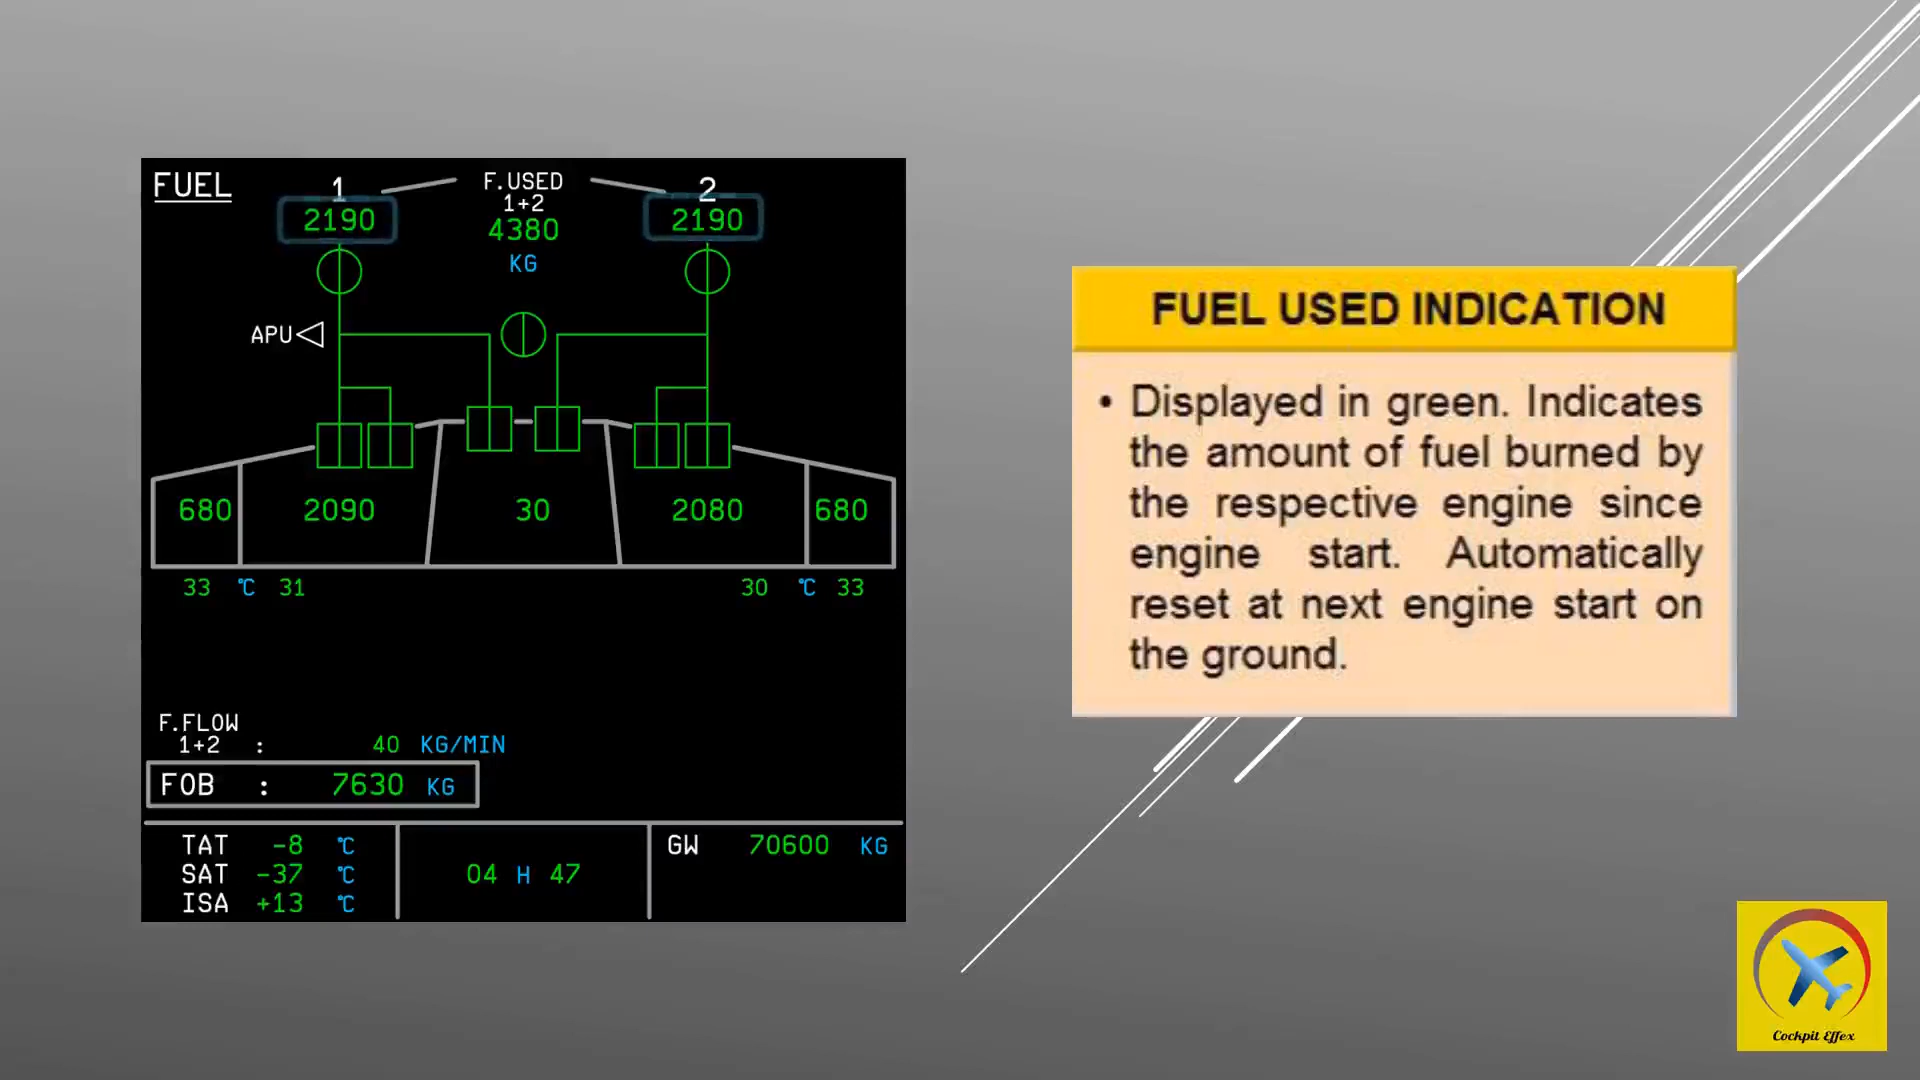 FUEL
1
F.USED
2
1+2
2190
4380
2190
KG
APU
680
2090
30
2080
680
33 °C 31
30 °C 33
F.FLOW
1+2 : 40 KG/MIN
FOB : 7630 KG
TAT -8 °C
SAT -37 °C
ISA +13 °C
04 H 47
GW 70600 KG
FUEL USED INDICATION
• Displayed in green. Indicates
the amount of fuel burned by
the respective engine since
engine start. Automatically
reset at next engine start on
the ground.
Cockpit Effex